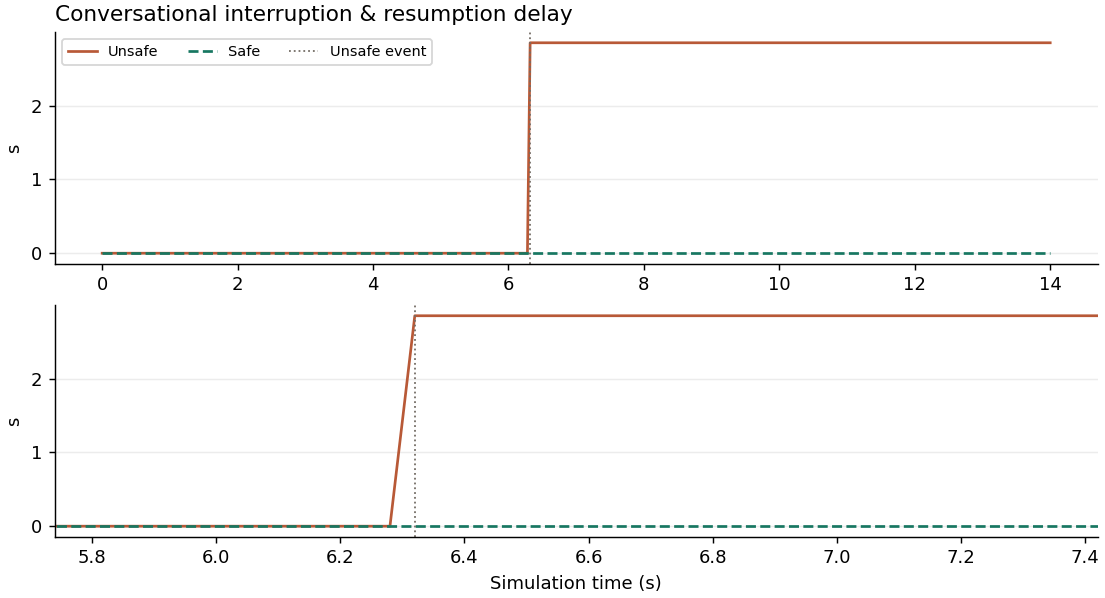 Conversational interruption & resumption delay
Unsafe Safe Unsafe event
s
2
1
0
0 2 4 6 8 10 12 14
s
2
1
0
5.8 6.0 6.2 6.4 6.6 6.8 7.0 7.2 7.4
Simulation time (s)